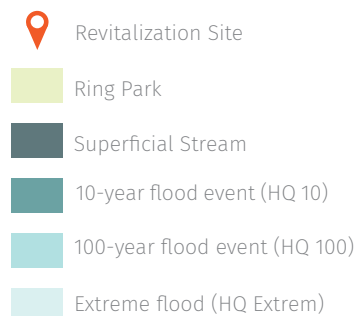 Revitalization Site
Ring Park
Superficial Stream
10-year flood event (HQ 10)
100-year flood event (HQ 100)
Extreme flood (HQ Extrem)